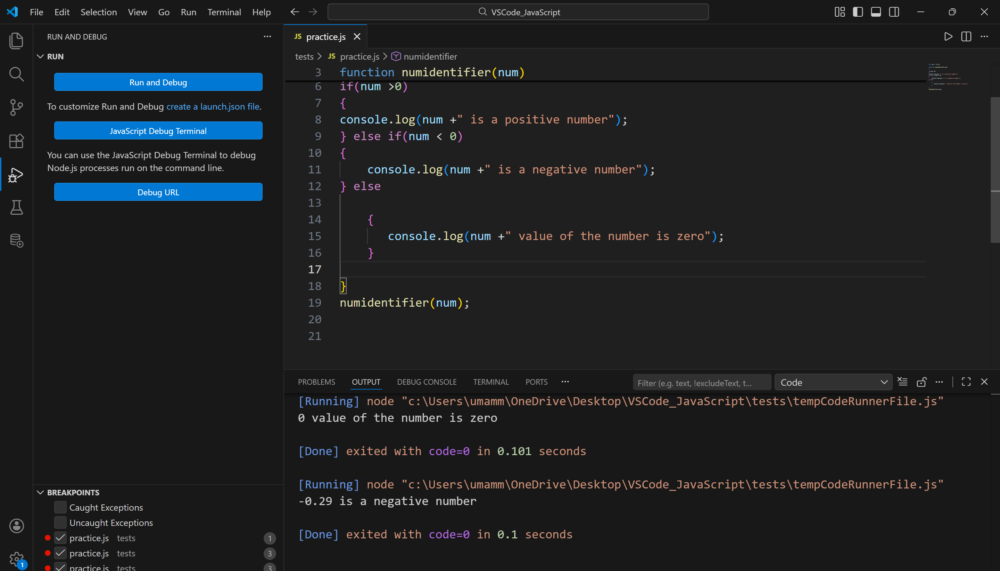 File Edit Selection View Go Run Terminal Help
VSCode_JavaScript
RUN AND DEBUG
RUN
Run and Debug
To customize Run and Debug create a launch.json file.
JavaScript Debug Terminal
You can use the JavaScript Debug Terminal to debug
Node.js processes run on the command line.
Debug URL
BREAKPOINTS
Caught Exceptions
Uncaught Exceptions
practice.js tests 1
practice.js tests 3
practice.js tests 3
1
JS practice.js
tests > JS practice.js > numidentifier
3 function numidentifier(num)
6 if(num >0)
7 {
8 console.log(num +" is a positive number");
9 } else if(num < 0)
10 {
11 console.log(num +" is a negative number");
12 } else
13
14 {
15 console.log(num +" value of the number is zero");
16 }
17
18 }
19 numidentifier(num);
20
21
PROBLEMS OUTPUT DEBUG CONSOLE TERMINAL PORTS
Filter (e.g. text, !excludeText, t...
Code
[Running] node "c:\Users\umamm\OneDrive\Desktop\VSCode_JavaScript\tests\tempCodeRunnerFile.js"
0 value of the number is zero
[Done] exited with code=0 in 0.101 seconds
[Running] node "c:\Users\umamm\OneDrive\Desktop\VSCode_JavaScript\tests\tempCodeRunnerFile.js"
-0.29 is a negative number
[Done] exited with code=0 in 0.1 seconds